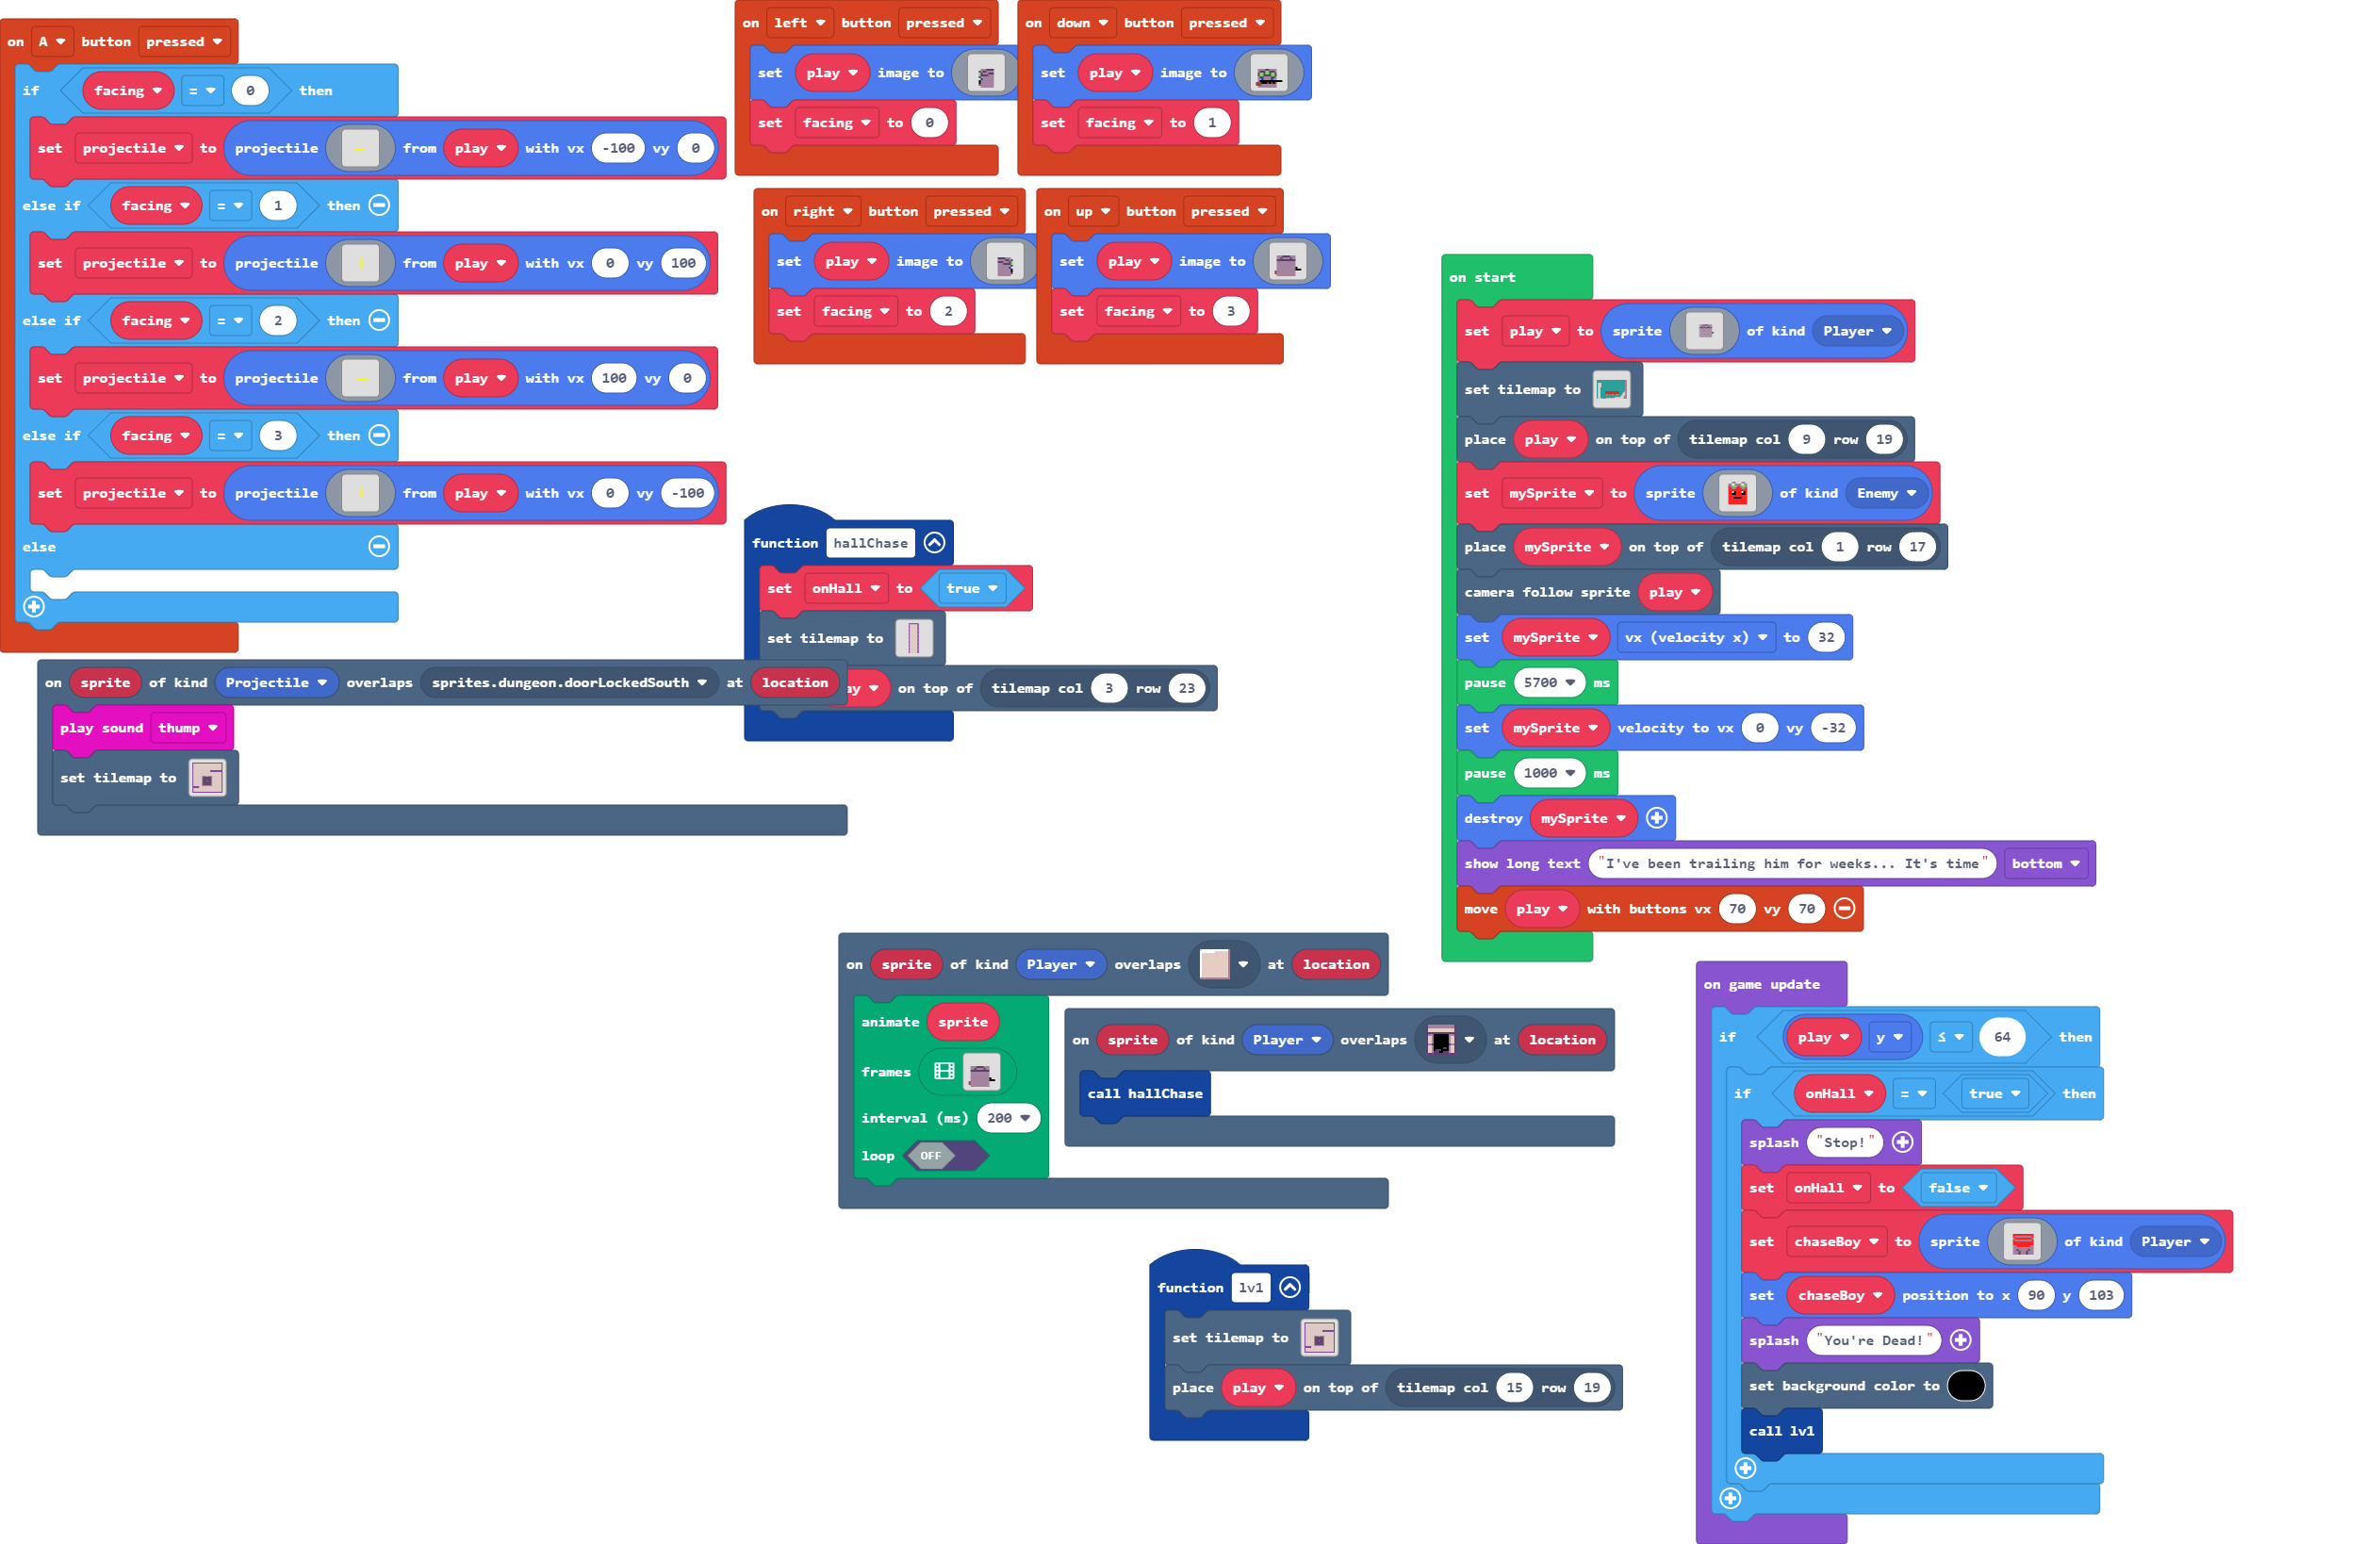 on A button pressed
if facing = 0 then
set projectile to projectile from play with vx -100 vy 0
else if facing = 1 then
set projectile to projectile from play with vx 0 vy 100
else if facing = 2 then
set projectile to projectile from play with vx 100 vy 0
else if facing = 3 then
set projectile to projectile from play with vx 0 vy -100
else
on left button pressed
set play image to
set facing to 0
on down button pressed
set play image to
set facing to 1
on right button pressed
set play image to
set facing to 2
on up button pressed
set play image to
set facing to 3
function hallChase
set onHall to true
set tilemap to
ay on top of tilemap col 3 row 23
on sprite of kind Projectile overlaps sprites.dungeon.doorLockedSouth at location
play sound thump
set tilemap to
on start
set play to sprite of kind Player
set tilemap to
place play on top of tilemap col 9 row 19
set mySprite to sprite of kind Enemy
place mySprite on top of tilemap col 1 row 17
camera follow sprite play
set mySprite vx (velocity x) to 32
pause 5700 ms
set mySprite velocity to vx 0 vy -32
pause 1000 ms
destroy mySprite
show long text "I've been trailing him for weeks... It's time" bottom
move play with buttons vx 70 vy 70
on sprite of kind Player overlaps at location
animate sprite
frames
interval (ms) 200
loop OFF
on sprite of kind Player overlaps at location
call hallChase
function lv1
set tilemap to
place play on top of tilemap col 15 row 19
on game update
if play y ≤ 64 then
if onHall = true then
splash "Stop!"
set onHall to false
set chaseBoy to sprite of kind Player
set chaseBoy position to x 90 y 103
splash "You're Dead!"
set background color to
call lv1